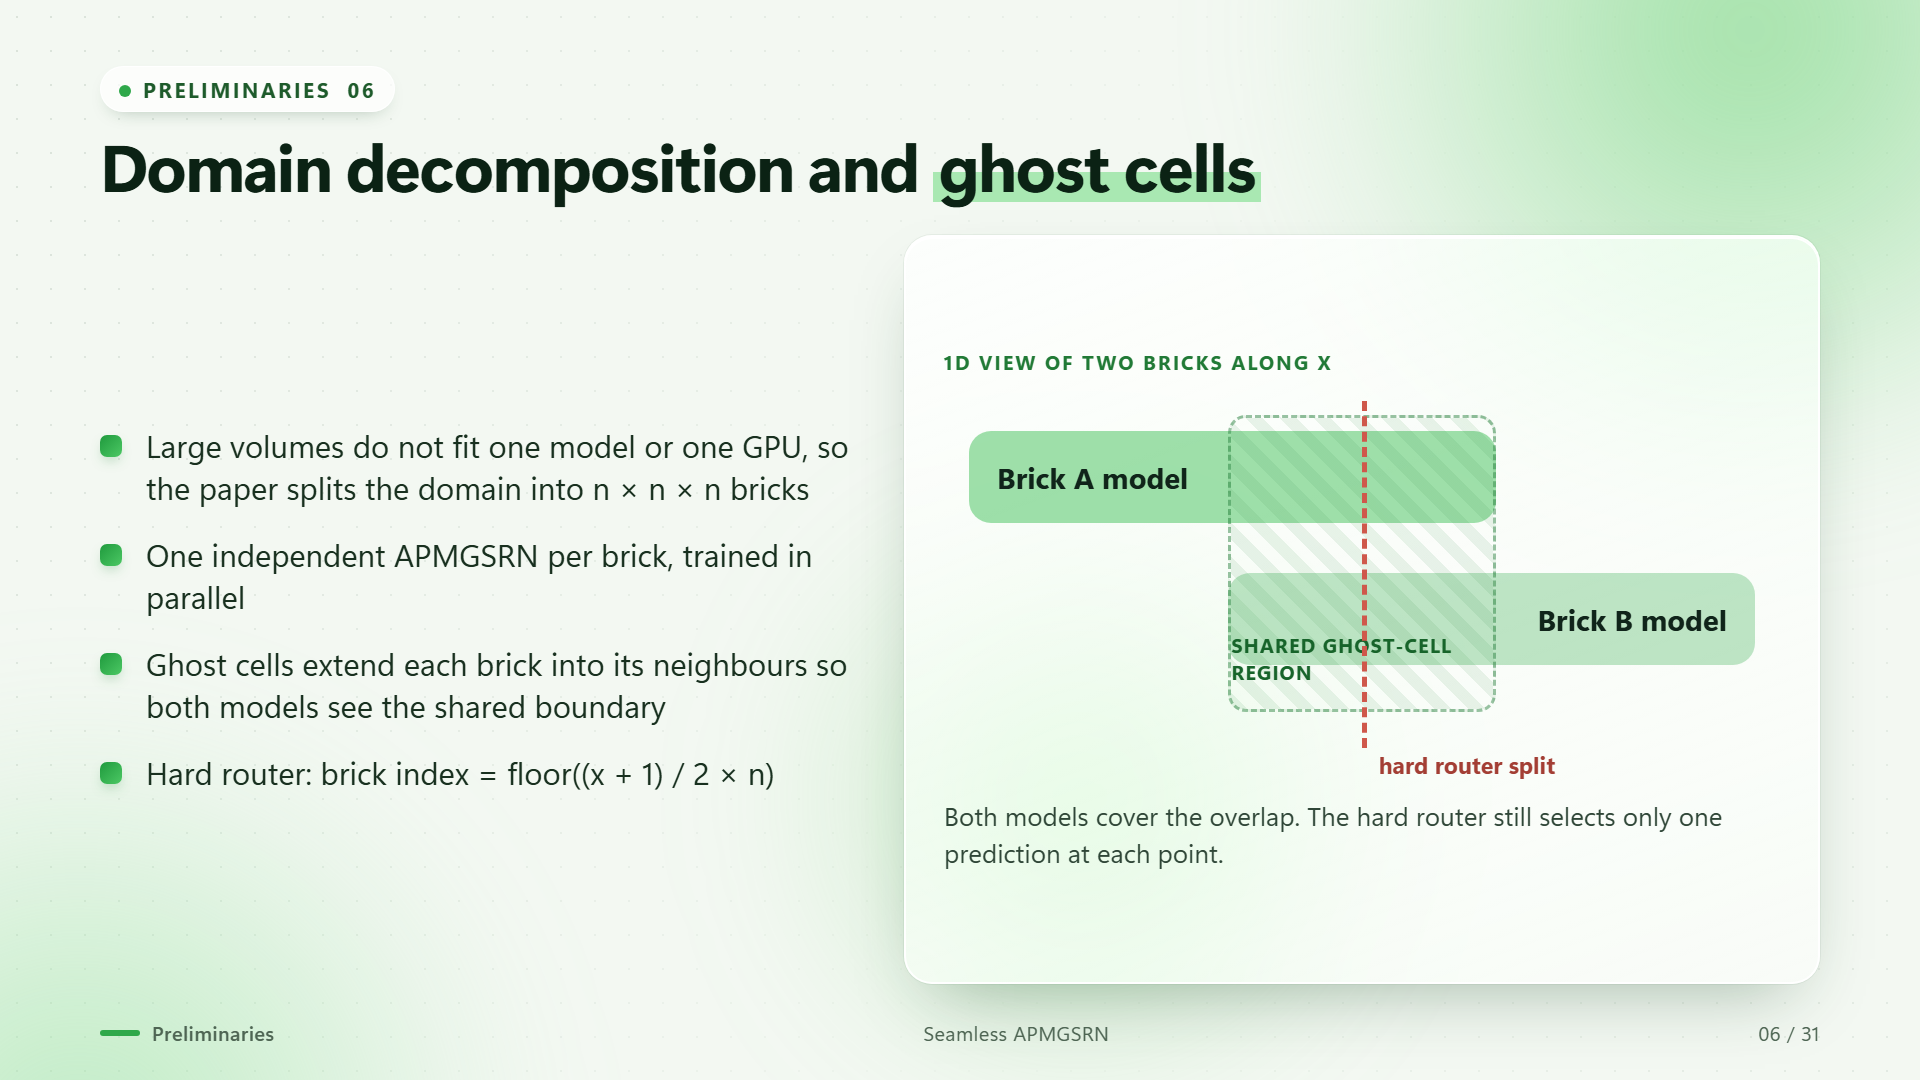 PRELIMINARIES 06
Domain decomposition and ghost cells
Large volumes do not fit one model or one GPU, so
the paper splits the domain into n × n × n bricks
One independent APMGSRN per brick, trained in
parallel
Ghost cells extend each brick into its neighbours so
both models see the shared boundary
Hard router: brick index = floor((x + 1) / 2 × n)
1D VIEW OF TWO BRICKS ALONG X
Brick A model
Brick B model
SHARED GHOST-CELL
REGION
hard router split
Both models cover the overlap. The hard router still selects only one
prediction at each point.
Preliminaries
Seamless APMGSRN
06 / 31